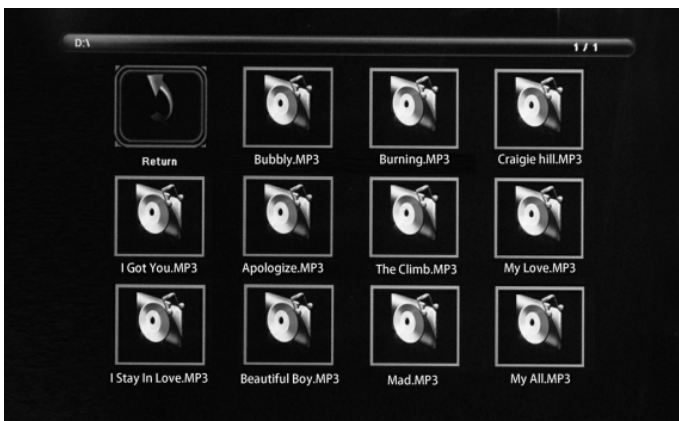 D:\
1 / 1
Return
Bubbly.MP3
Burning.MP3
Craigie hill.MP3
I Got You.MP3
Apologize.MP3
The Climb.MP3
My Love.MP3
I Stay In Love.MP3
Beautiful Boy.MP3
Mad.MP3
My All.MP3